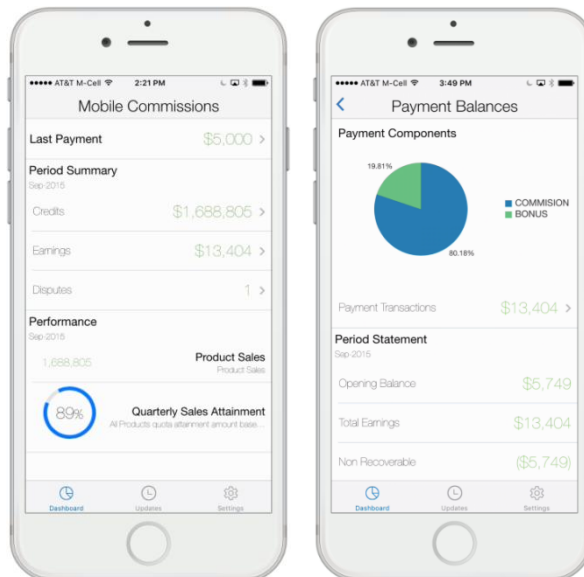 AT&T M-Cell 2:21 PM
Mobile Commissions
Last Payment $5,000
Period Summary
Sep-2015
Credits $1,688,805
Earnings $13,404
Disputes 1
Performance
Sep-2015
1,688,805 Product Sales
Product Sales
89% Quarterly Sales Attainment
All Products quota attainment amount base...
Dashboard Updates Settings
AT&T M-Cell 3:49 PM
Payment Balances
Payment Components
19.81%
COMMISION
BONUS
80.18%
Payment Transactions $13,404
Period Statement
Sep-2015
Opening Balance $5,749
Total Earnings $13,404
Non Recoverable ($5,749)
Dashboard Updates Settings